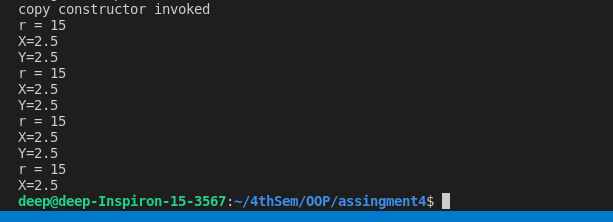 copy constructor invoked
r = 15
X=2.5
Y=2.5
r = 15
X=2.5
Y=2.5
r = 15
X=2.5
Y=2.5
r = 15
X=2.5
deep@deep-Inspiron-15-3567:~/4thSem/OOP/assingment4$